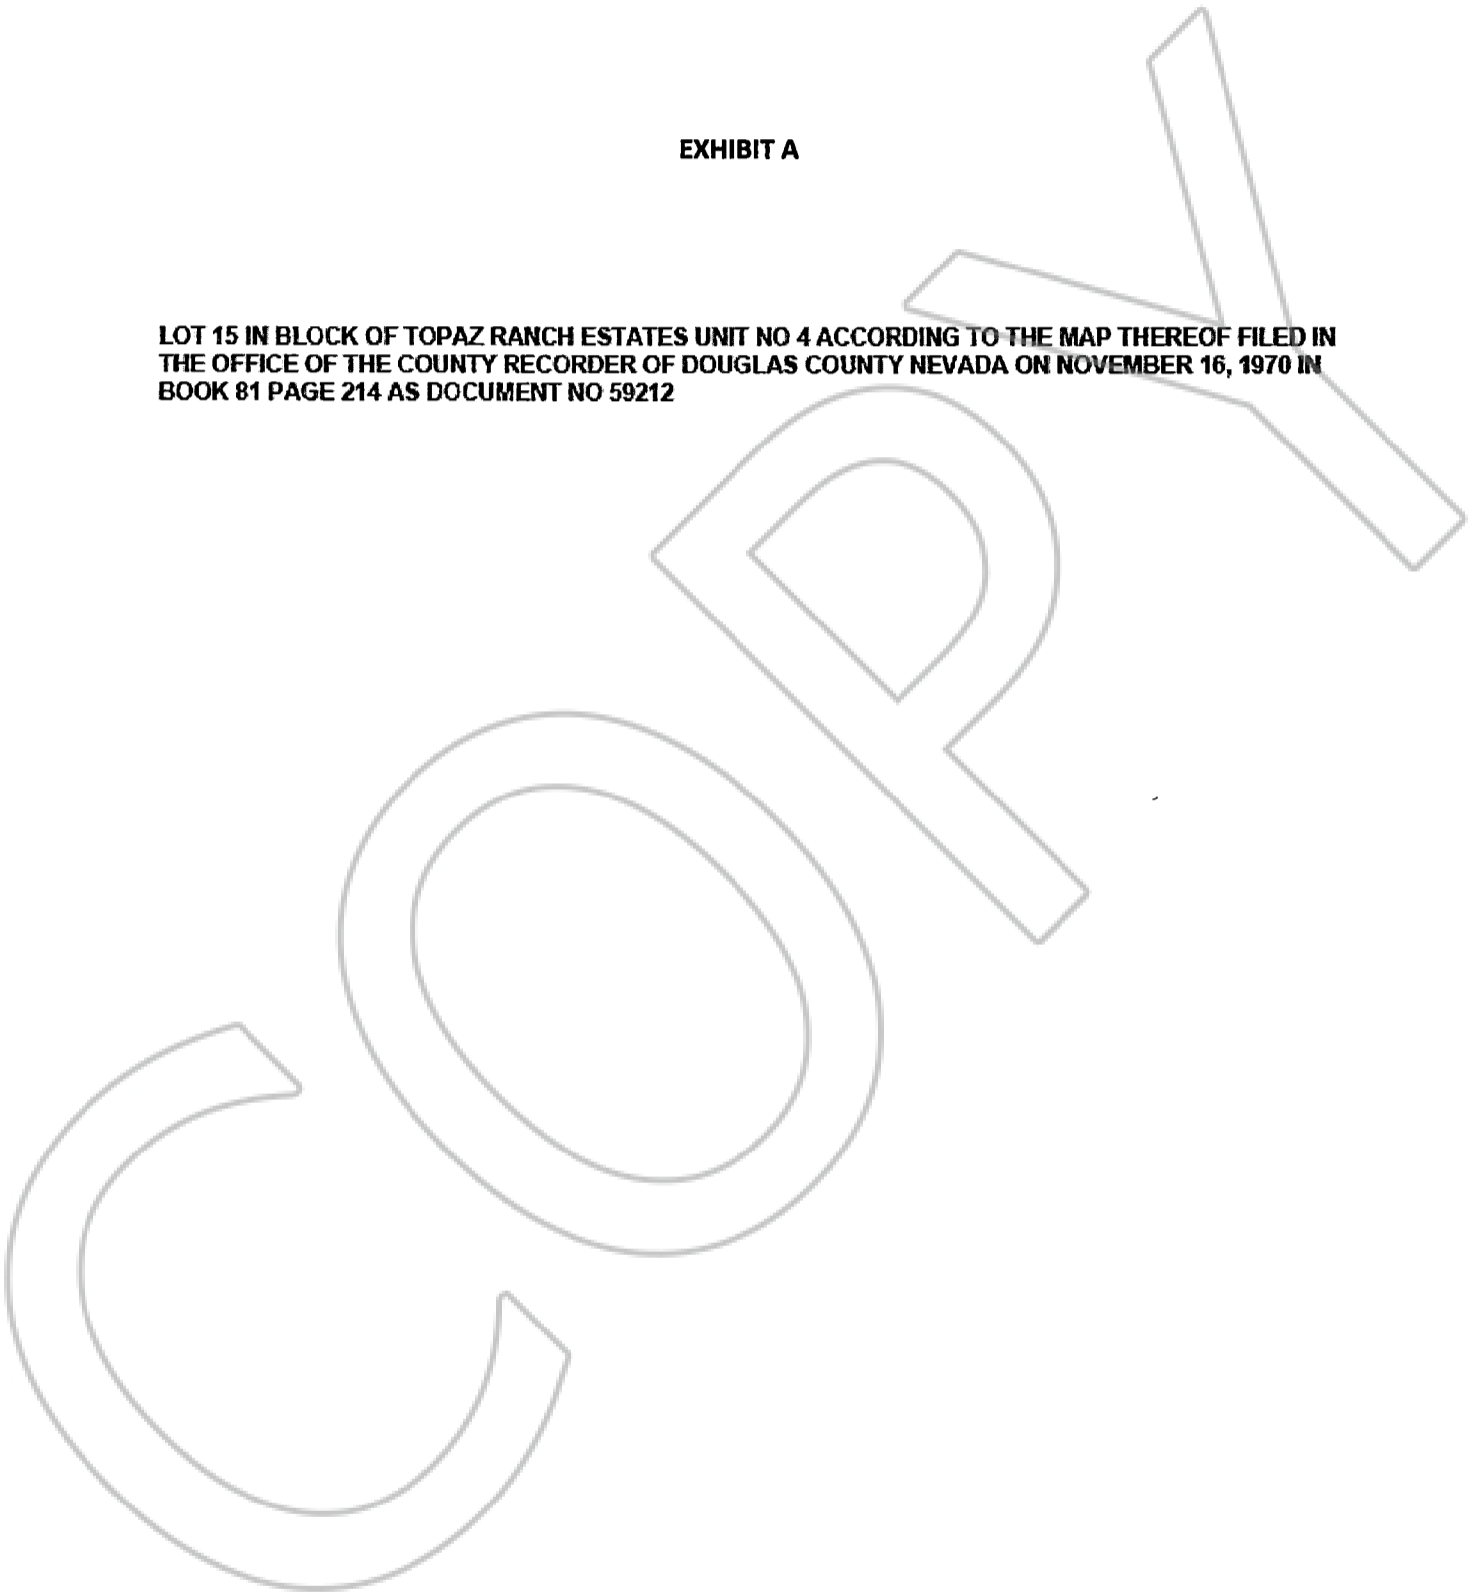 EXHIBIT A
LOT 15 IN BLOCK OF TOPAZ RANCH ESTATES UNIT NO 4 ACCORDING TO THE MAP THEREOF FILED IN
THE OFFICE OF THE COUNTY RECORDER OF DOUGLAS COUNTY NEVADA ON NOVEMBER 16, 1970 IN
BOOK 81 PAGE 214 AS DOCUMENT NO 59212
COPY